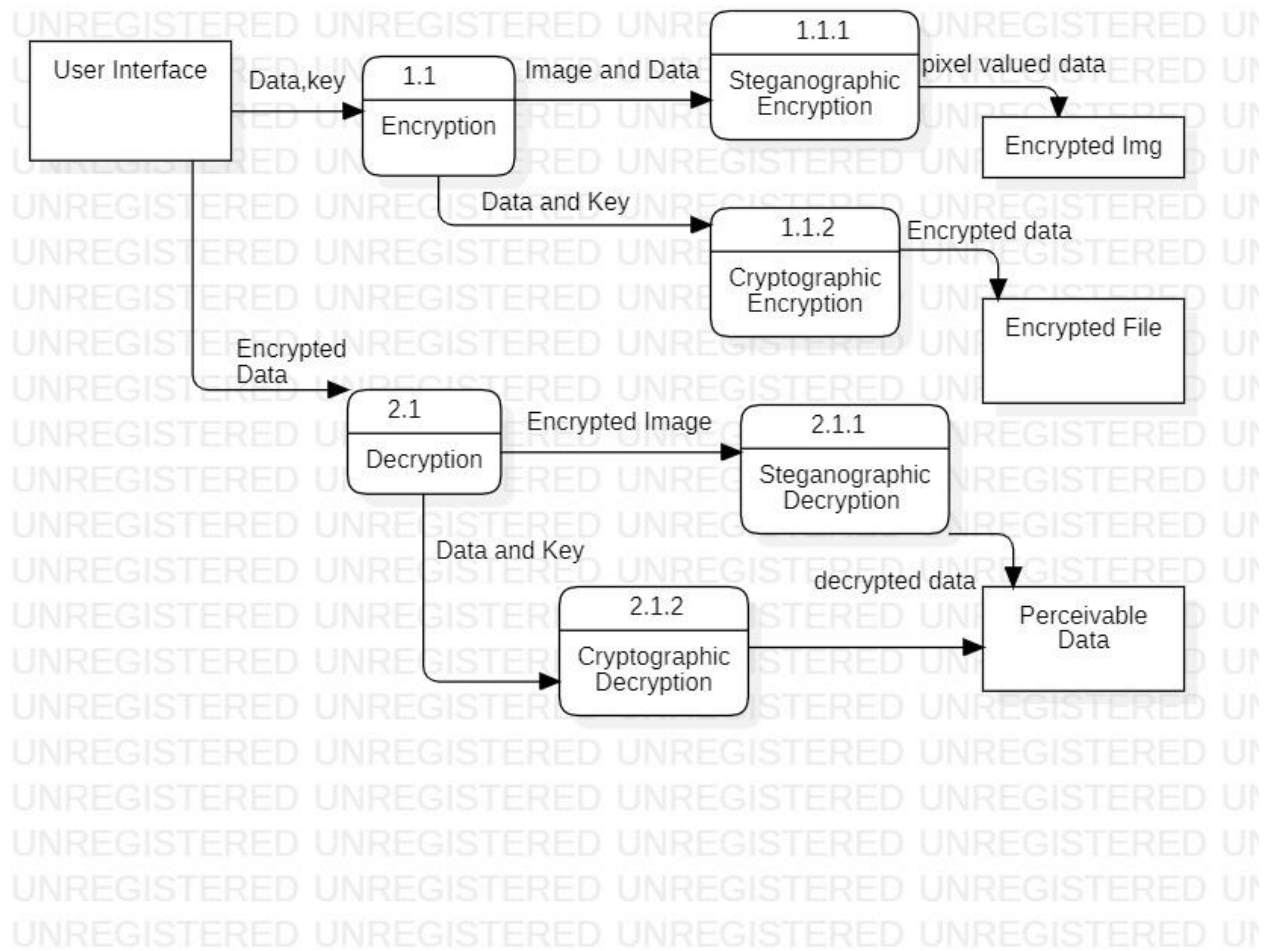 User Interface
Data,key
1.1
Encryption
Image and Data
1.1.1
Steganographic
Encryption
pixel valued data
Encrypted Img
Data and Key
1.1.2
Cryptographic
Encryption
Encrypted data
Encrypted File
Encrypted
Data
2.1
Decryption
Encrypted Image
2.1.1
Steganographic
Decryption
Data and Key
2.1.2
Cryptographic
Decryption
decrypted data
Perceivable
Data
UNREGISTERED UNREGISTERED UNREGISTERED UNREGISTERED UN